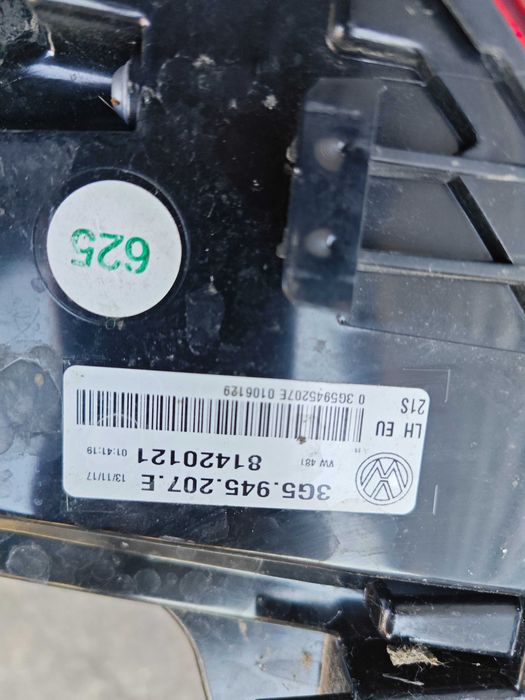 625
3G5.945.207.E 13/11/17
81420121 01:41:19
VW 481
LH EU
21S
0 3G5945207E 0106129